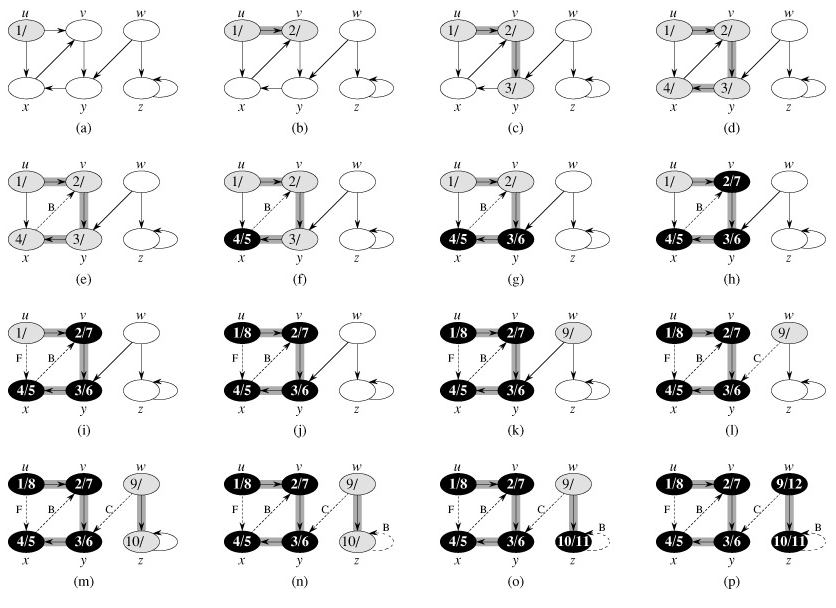 u v w u v w u v w u v w
1/ 1/ 2/ 1/ 2/ 1/ 2/
3/ 4/ 3/
x y z x y z x y z x y z
(a) (b) (c) (d)
u v w u v w u v w u v w
1/ 2/ 1/ 2/ 1/ 2/ 1/ 2/7
B B B B
4/ 3/ 4/5 3/ 4/5 3/6 4/5 3/6
x y z x y z x y z x y z
(e) (f) (g) (h)
u v w u v w u v w u v w
1/ 2/7 1/8 2/7 1/8 2/7 9/ 1/8 2/7 9/
F B F B F B F B C
4/5 3/6 4/5 3/6 4/5 3/6 4/5 3/6
x y z x y z x y z x y z
(i) (j) (k) (l)
u v w u v w u v w u v w
1/8 2/7 9/ 1/8 2/7 9/ 1/8 2/7 9/ 1/8 2/7 9/12
F B C F B C B F B C B F B C B
4/5 3/6 10/ 4/5 3/6 10/ 4/5 3/6 10/11 4/5 3/6 10/11
x y z x y z x y z x y z
(m) (n) (o) (p)